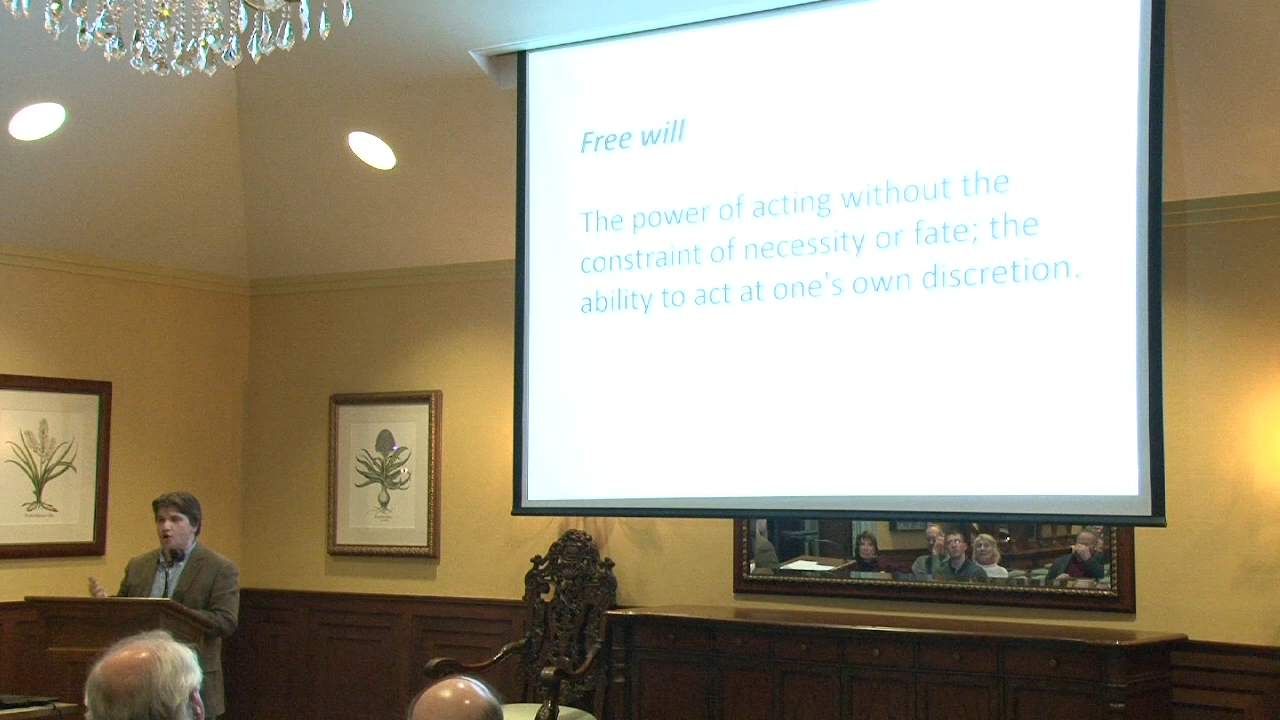 Free will
The power of acting without the
constraint of necessity or fate; the
ability to act at one's own discretion.